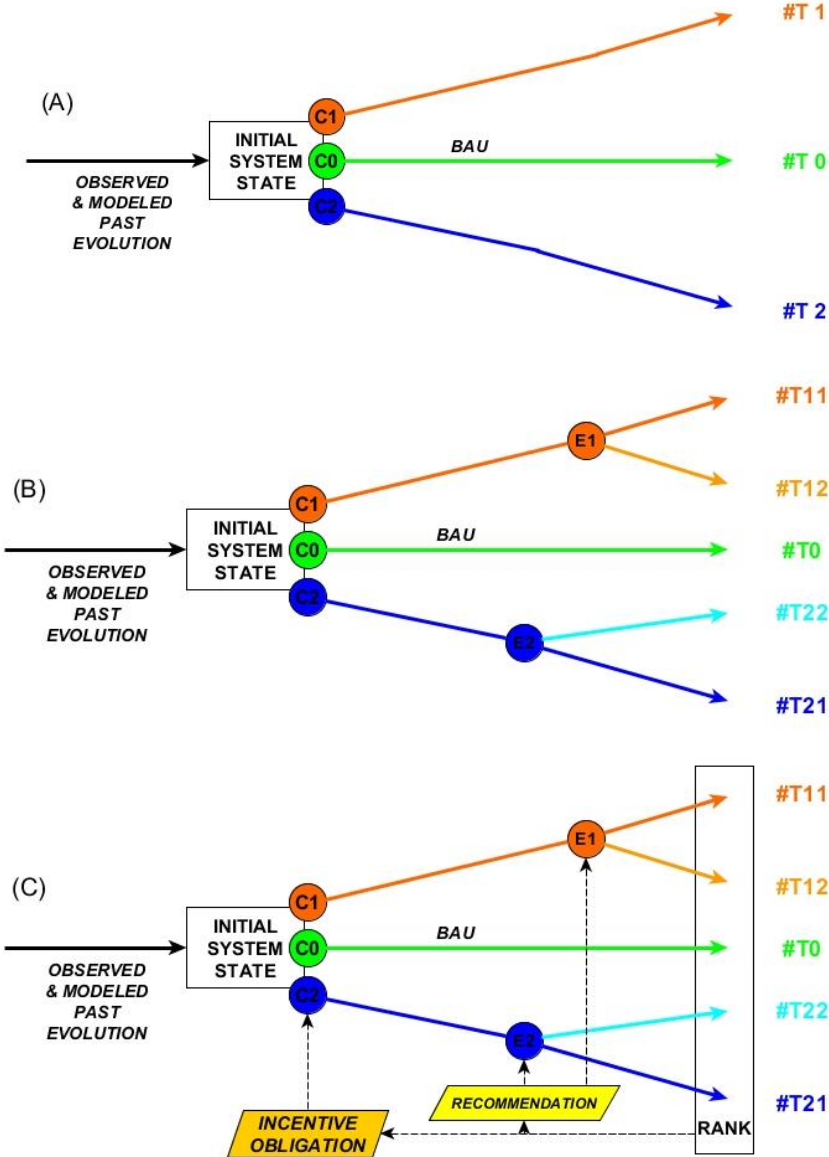 #T 1
(A)
C1
INITIAL
SYSTEM
STATE
C0
BAU
#T 0
C2
OBSERVED
& MODELED
PAST
EVOLUTION
#T 2
#T11
E1
(B)
#T12
C1
INITIAL
SYSTEM
STATE
C0
BAU
#T0
C2
OBSERVED
& MODELED
PAST
EVOLUTION
#T22
E2
#T21
#T11
E1
(C)
#T12
C1
INITIAL
SYSTEM
STATE
C0
BAU
#T0
C2
OBSERVED
& MODELED
PAST
EVOLUTION
#T22
E2
#T21
RECOMMENDATION
INCENTIVE
OBLIGATION
RANK